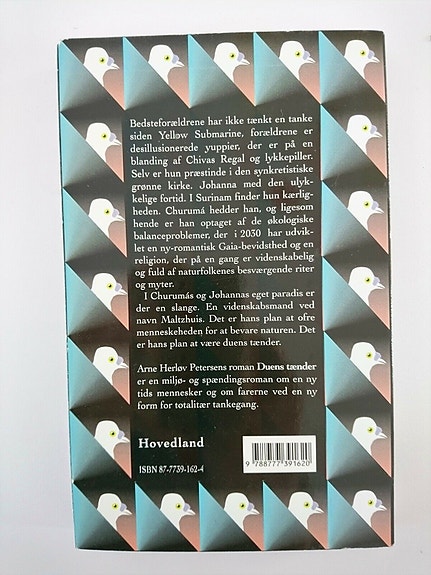 Bedsteforældrene har ikke tænkt en tanke
siden Yellow Submarine, forældrene er
desillusionerede yuppier, der er på en
blanding af Chivas Regal og lykkepiller.
Selv er hun præstinde i den synkretistiske
grønne kirke. Johanna med den ulyk-
kelige fortid. I Surinam finder hun kærlig-
heden. Churumá hedder han, og ligesom
hende er han optaget af de økologiske
balanceproblemer, der i 2030 har udvik-
let en ny-romantisk Gaia-bevidsthed og en
religion, der på en gang er videnskabelig
og fuld af naturfolkenes besværgende riter
og myter.
I Churumás og Johannas eget paradis er
der en slange. En videnskabsmand ved
navn Maltzhuis. Det er hans plan at ofre
menneskeheden for at bevare naturen. Det
er hans plan at være duens tænder.
Arne Herløv Petersens roman Duens tænder
er en miljø- og spændingsroman om en ny
tids mennesker og om farerne ved en ny
form for totalitær tankegang.
Hovedland
ISBN 87-7739-162-4
9 788777 391620